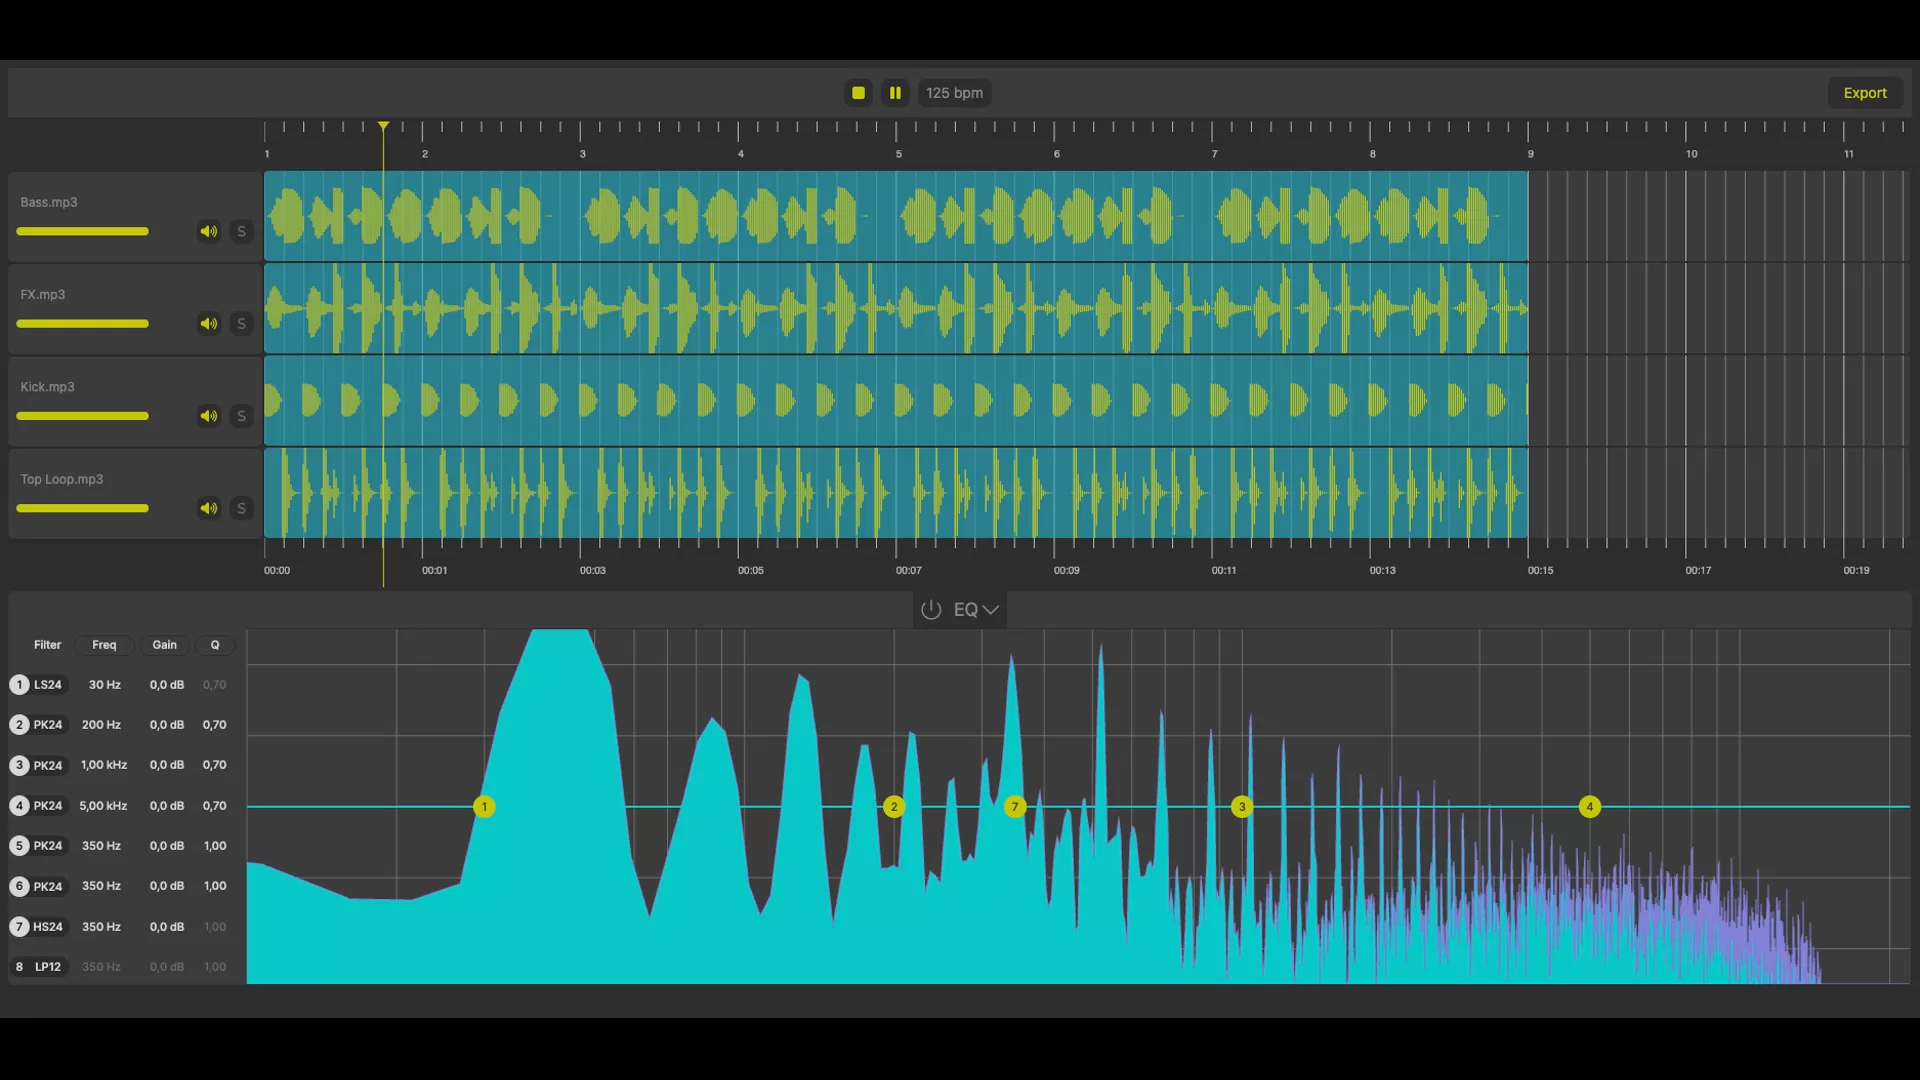 125 bpm
Export
1 2 3 4 5 6 7 8 9 10 11
Bass.mp3
S
FX.mp3
S
Kick.mp3
S
Top Loop.mp3
S
00:00 00:01 00:03 00:05 00:07 00:09 00:11 00:13 00:15 00:17 00:19
EQ
Filter Freq Gain Q
1 LS24 30 Hz 0,0 dB 0,70
2 PK24 200 Hz 0,0 dB 0,70
3 PK24 1,00 kHz 0,0 dB 0,70
4 PK24 5,00 kHz 0,0 dB 0,70
5 PK24 350 Hz 0,0 dB 1,00
6 PK24 350 Hz 0,0 dB 1,00
7 HS24 350 Hz 0,0 dB 1,00
8 LP12 350 Hz 0,0 dB 1,00
1 2 7 3 4